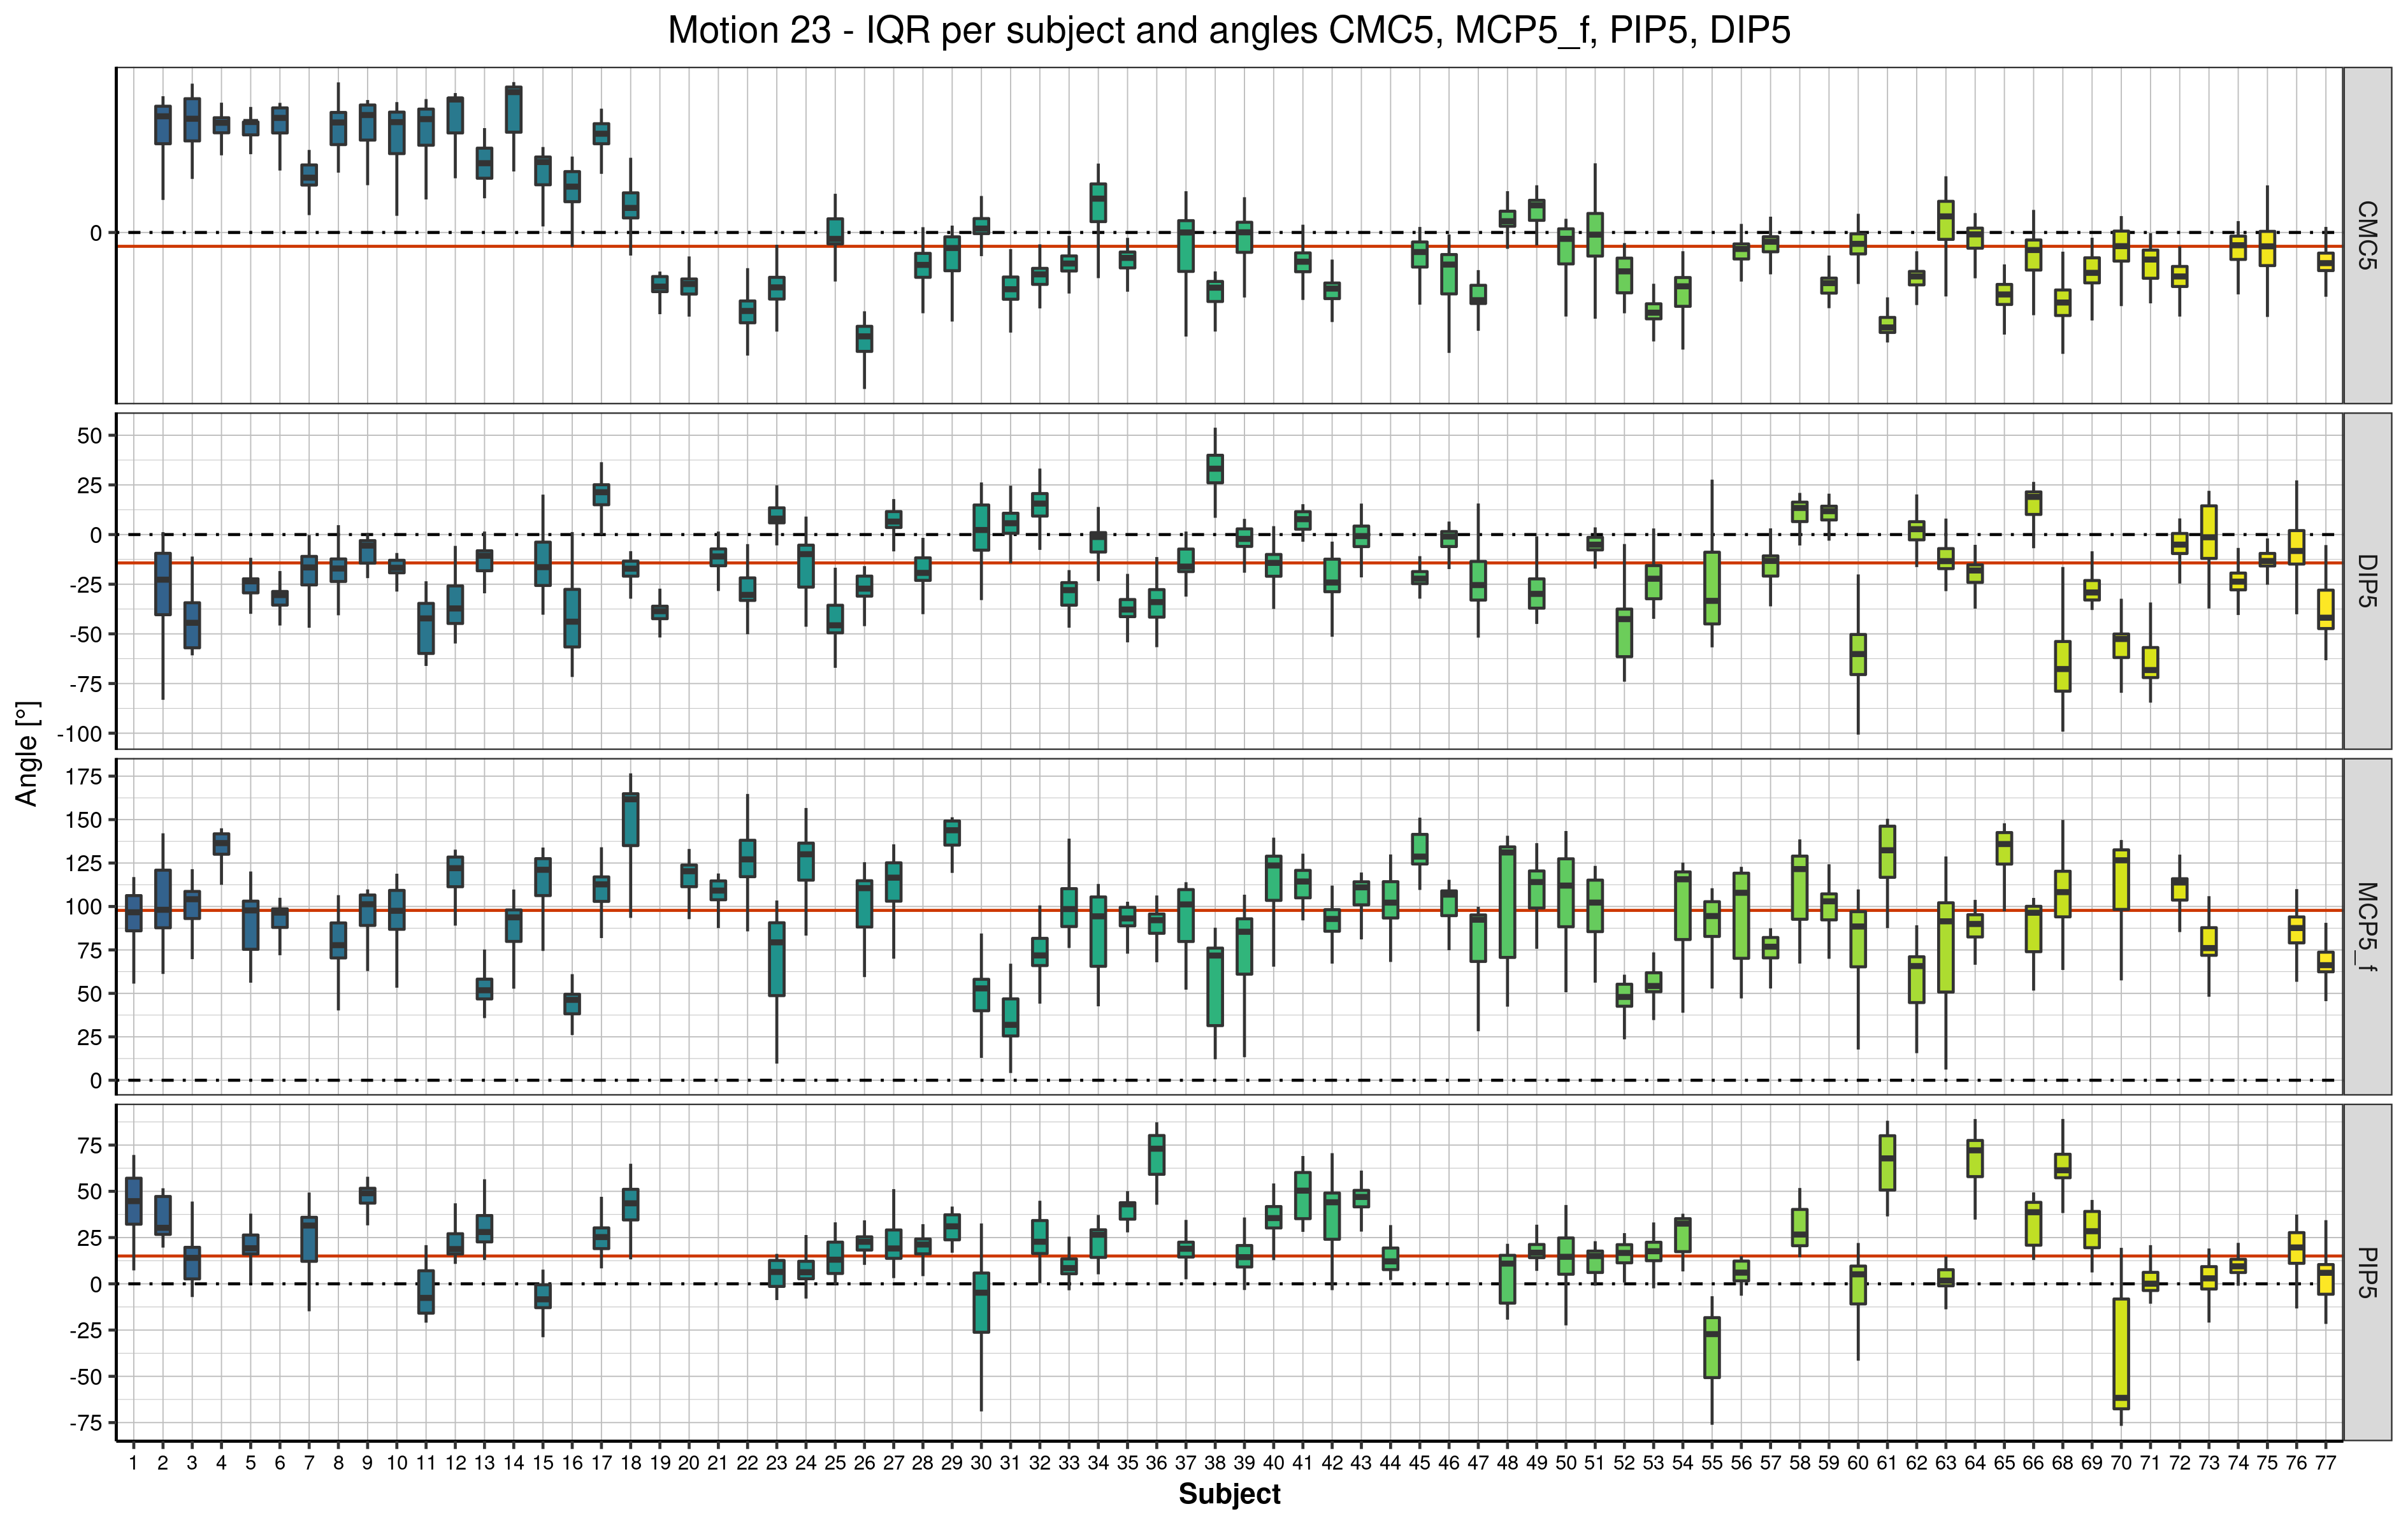 Motion 23 - IQR per subject and angles CMC5, MCP5_f, PIP5, DIP5
Angle [°]
0
CMC5
50
25
0
-25
-50
-75
-100
DIP5
175
150
125
100
75
50
25
0
MCP5_f
75
50
25
0
-25
-50
-75
PIP5
1 2 3 4 5 6 7 8 9 10 11 12 13 14 15 16 17 18 19 20 21 22 23 24 25 26 27 28 29 30 31 32 33 34 35 36 37 38 39 40 41 42 43 44 45 46 47 48 49 50 51 52 53 54 55 56 57 58 59 60 61 62 63 64 65 66 68 69 70 71 72 73 74 75 76 77
Subject